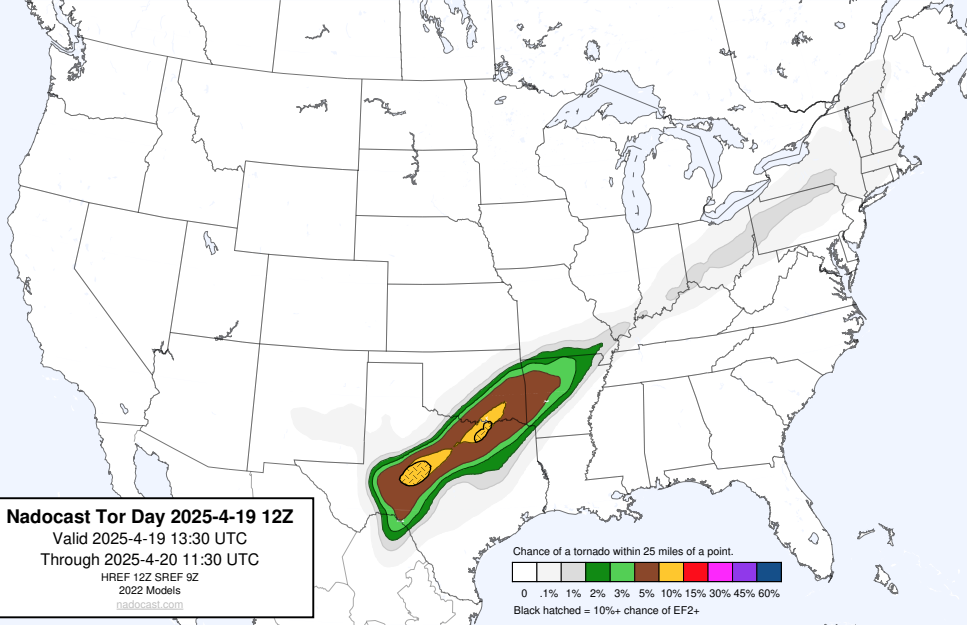 Nadocast Tor Day 2025-4-19 12Z
Valid 2025-4-19 13:30 UTC
Through 2025-4-20 11:30 UTC
HREF 12Z SREF 9Z
2022 Models
nadocast.com
Chance of a tornado within 25 miles of a point.
0 .1% 1% 2% 3% 5% 10% 15% 30% 45% 60%
Black hatched = 10%+ chance of EF2+